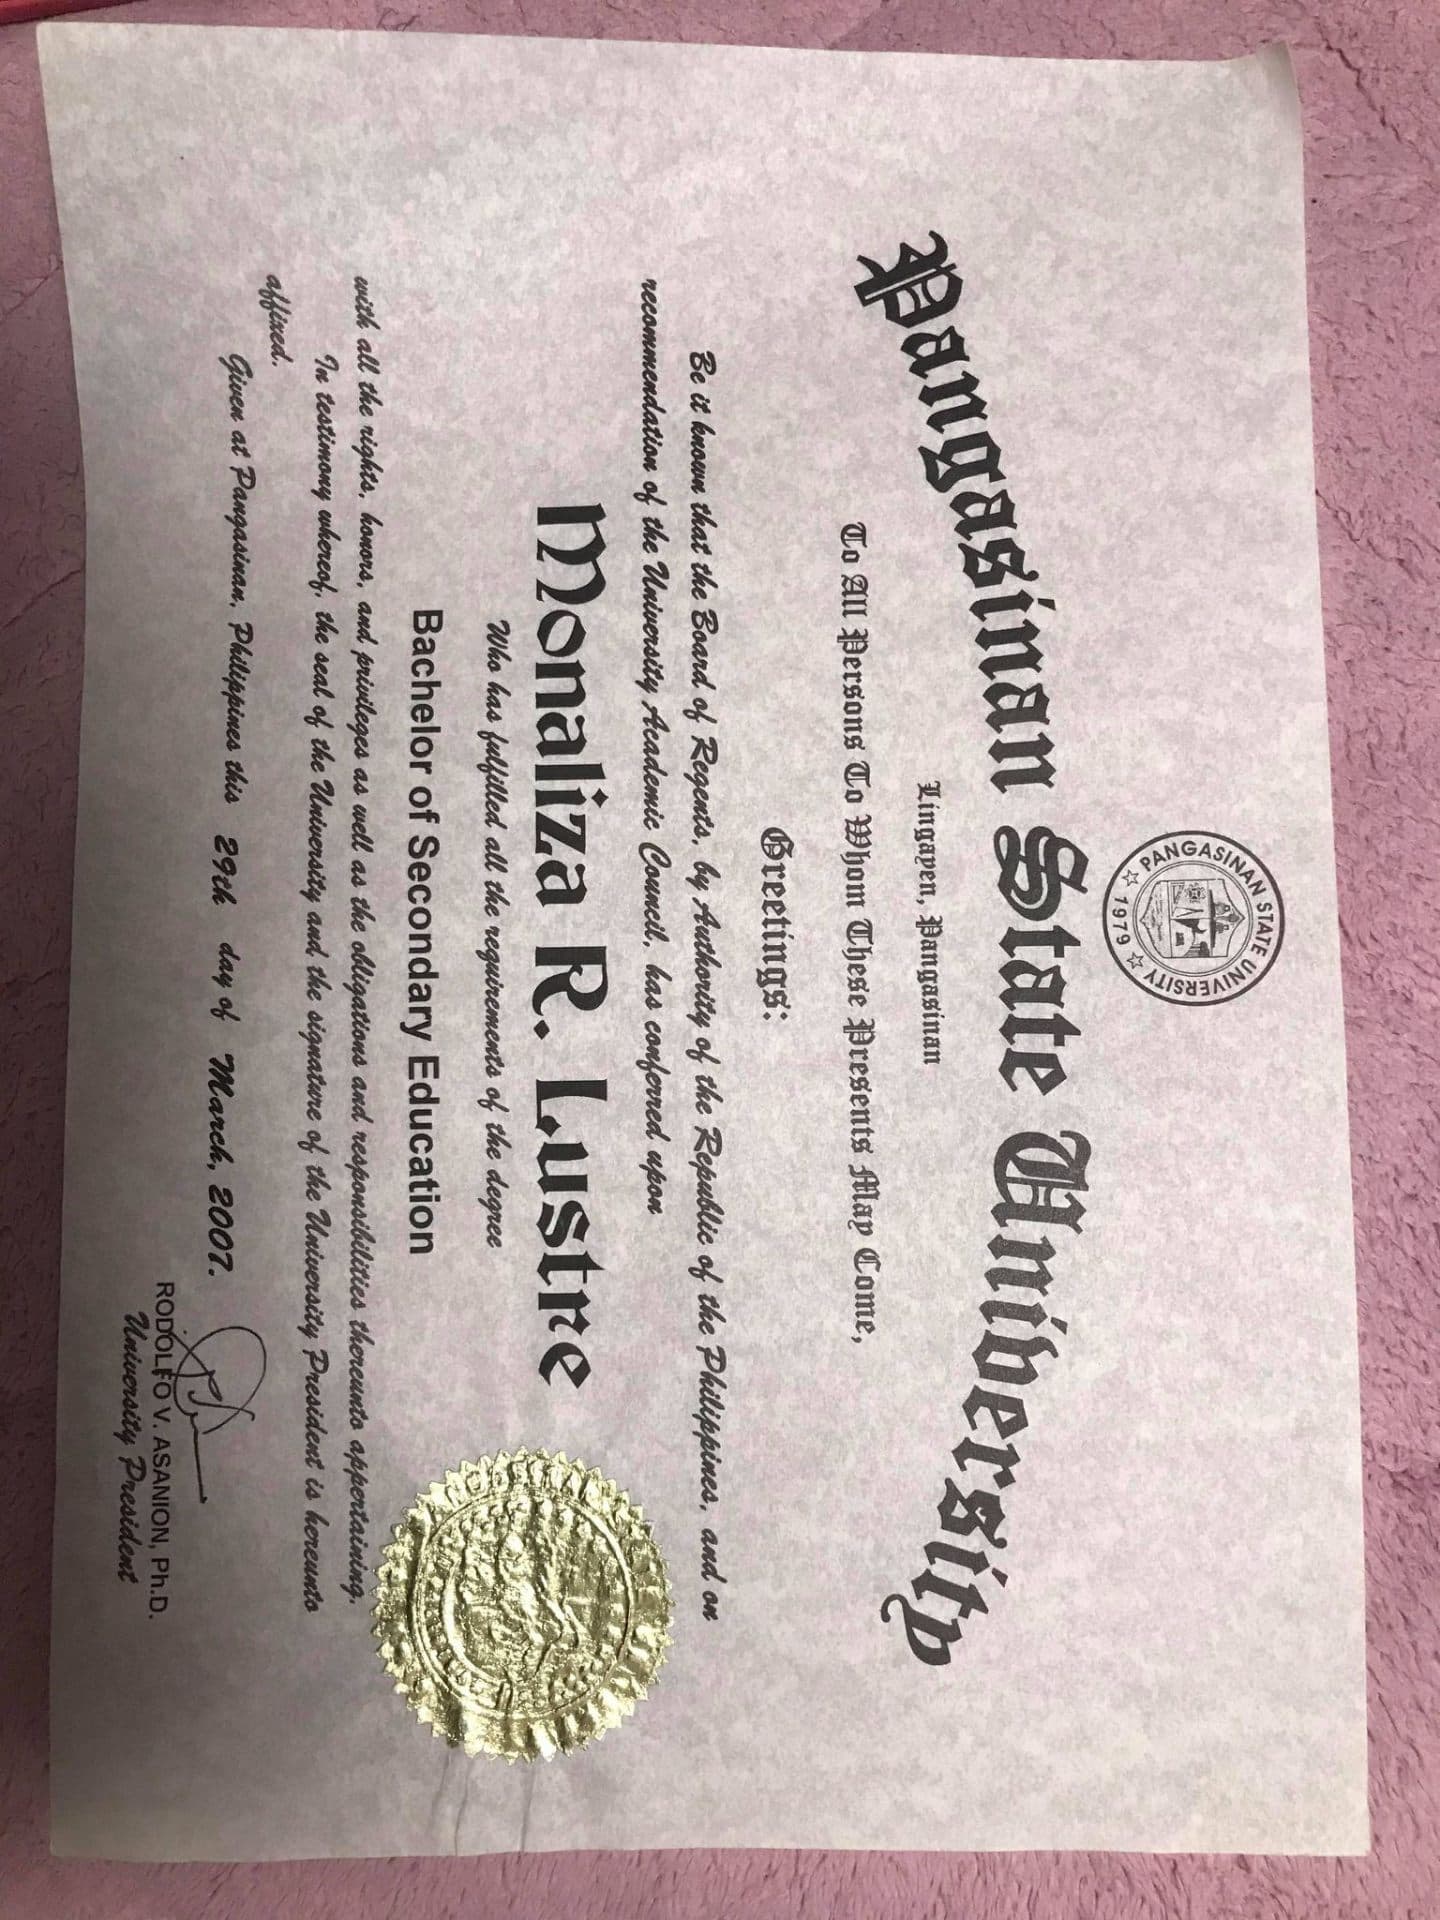 PANGASINAN STATE UNIVERSITY
☆ 1979 ☆
Pangasinan State University
Lingayen, Pangasinan
To All Persons To Whom These Presents May Come,
Greetings:
Be it known that the Board of Regents, by Authority of the Republic of the Philippines, and on
recommendation of the University Academic Council, has conferred upon
Monaliza R. Lustre
Who has fulfilled all the requirements of the degree
Bachelor of Secondary Education
with all the rights, honors, and privileges as well as the obligations and responsibilities thereunto appertaining.
In testimony whereof, the seal of the University and the signature of the University President is hereunto
affixed.
Given at Pangasinan, Philippines this 29th day of March, 2007.
RODOLFO V. ASANION, Ph.D.
University President